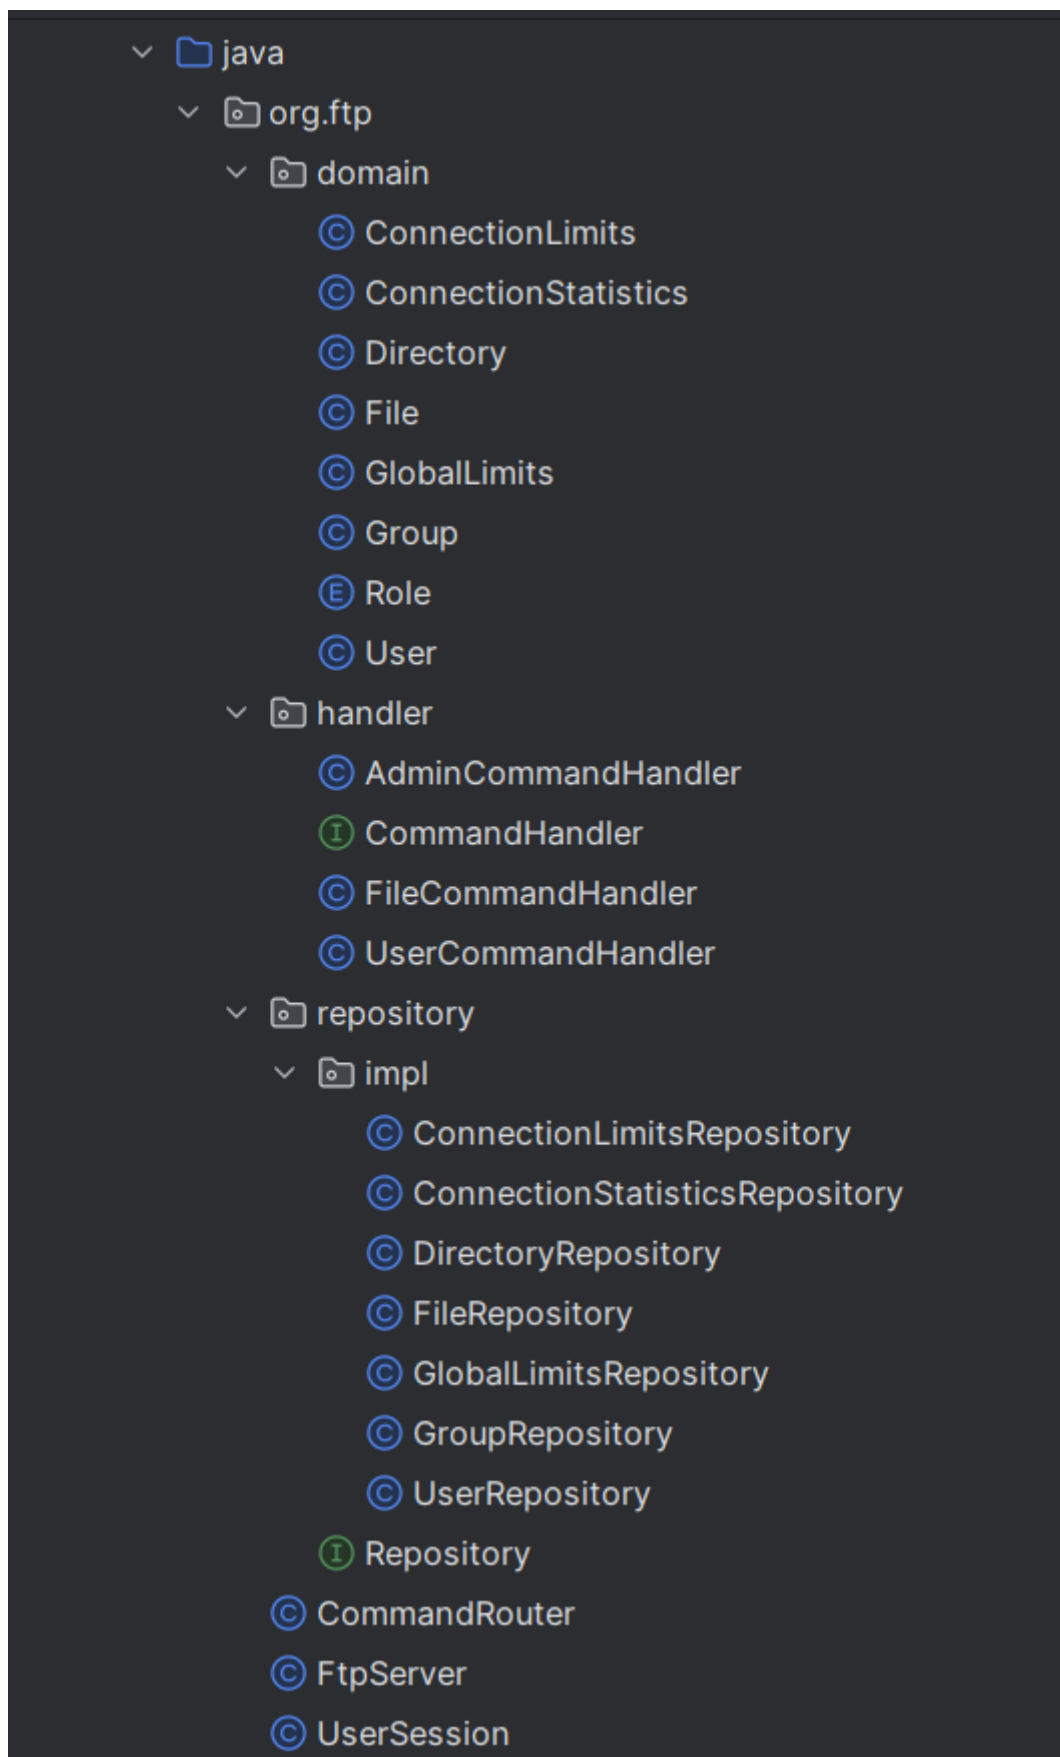 java
org.ftp
domain
ConnectionLimits
ConnectionStatistics
Directory
File
GlobalLimits
Group
Role
User
handler
AdminCommandHandler
CommandHandler
FileCommandHandler
UserCommandHandler
repository
impl
ConnectionLimitsRepository
ConnectionStatisticsRepository
DirectoryRepository
FileRepository
GlobalLimitsRepository
GroupRepository
UserRepository
Repository
CommandRouter
FtpServer
UserSession